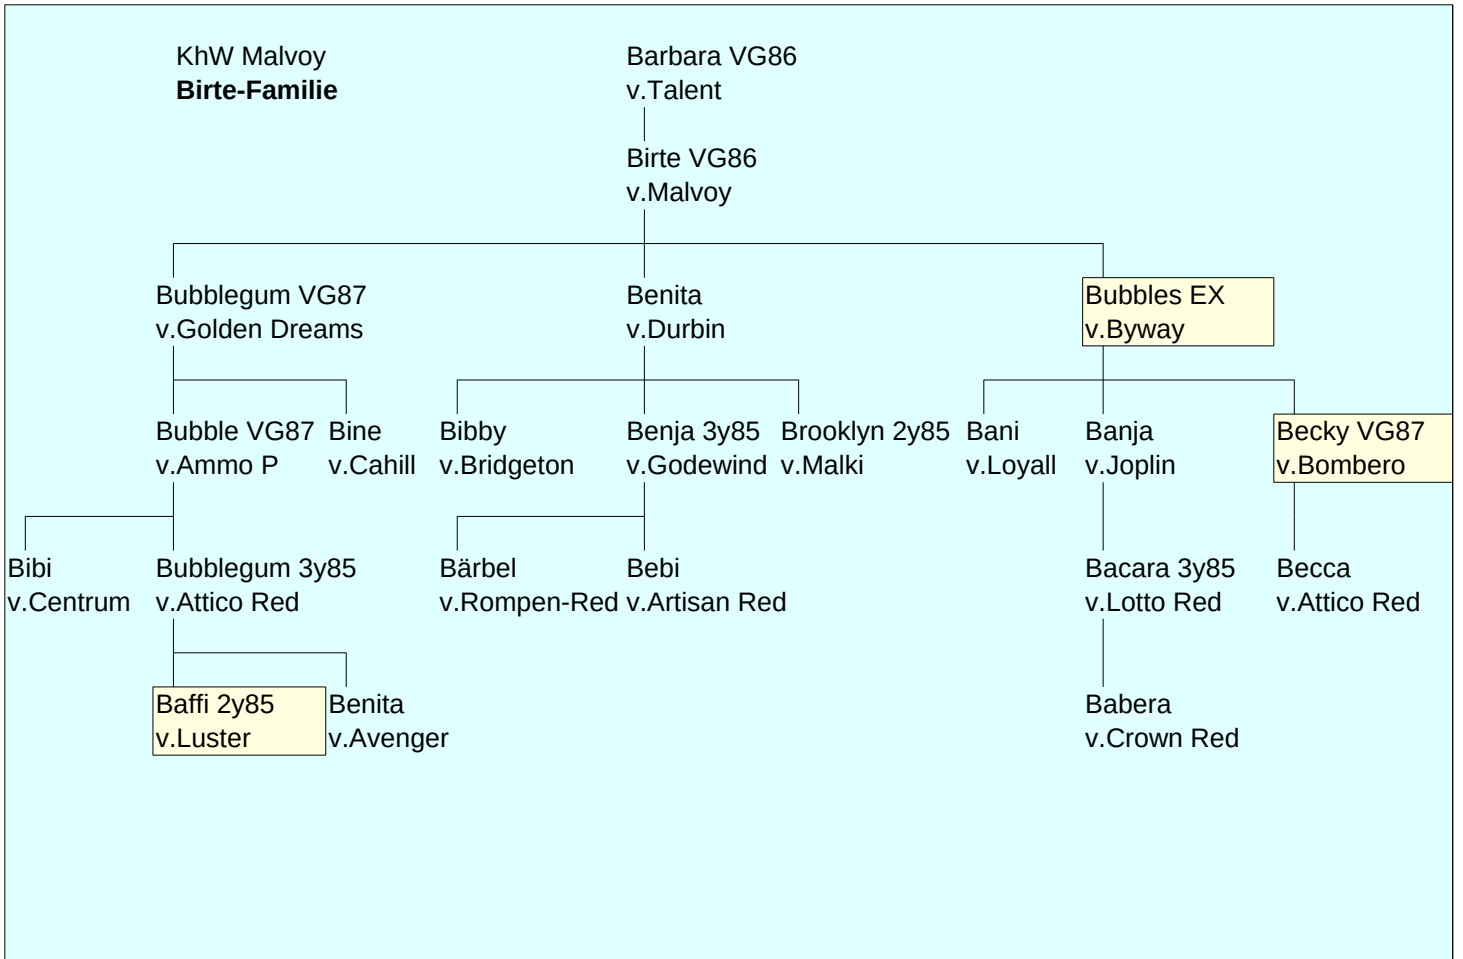 KhW Malvoy
Birte-Familie
Barbara VG86
v.Talent
Birte VG86
v.Malvoy
Bubblegum VG87
v.Golden Dreams
Benita
v.Durbin
Bubbles EX
v.Byway
Bubble VG87
v.Ammo P
Bine
v.Cahill
Bibby
v.Bridgeton
Benja 3y85
v.Godewind
Brooklyn 2y85
v.Malki
Bani
v.Loyall
Banja
v.Joplin
Becky VG87
v.Bombero
Bibi
v.Centrum
Bubblegum 3y85
v.Attico Red
Bärbel
v.Rompen-Red
Bebi
v.Artisan Red
Bacara 3y85
v.Lotto Red
Becca
v.Attico Red
Baffi 2y85
v.Luster
Benita
v.Avenger
Babera
v.Crown Red